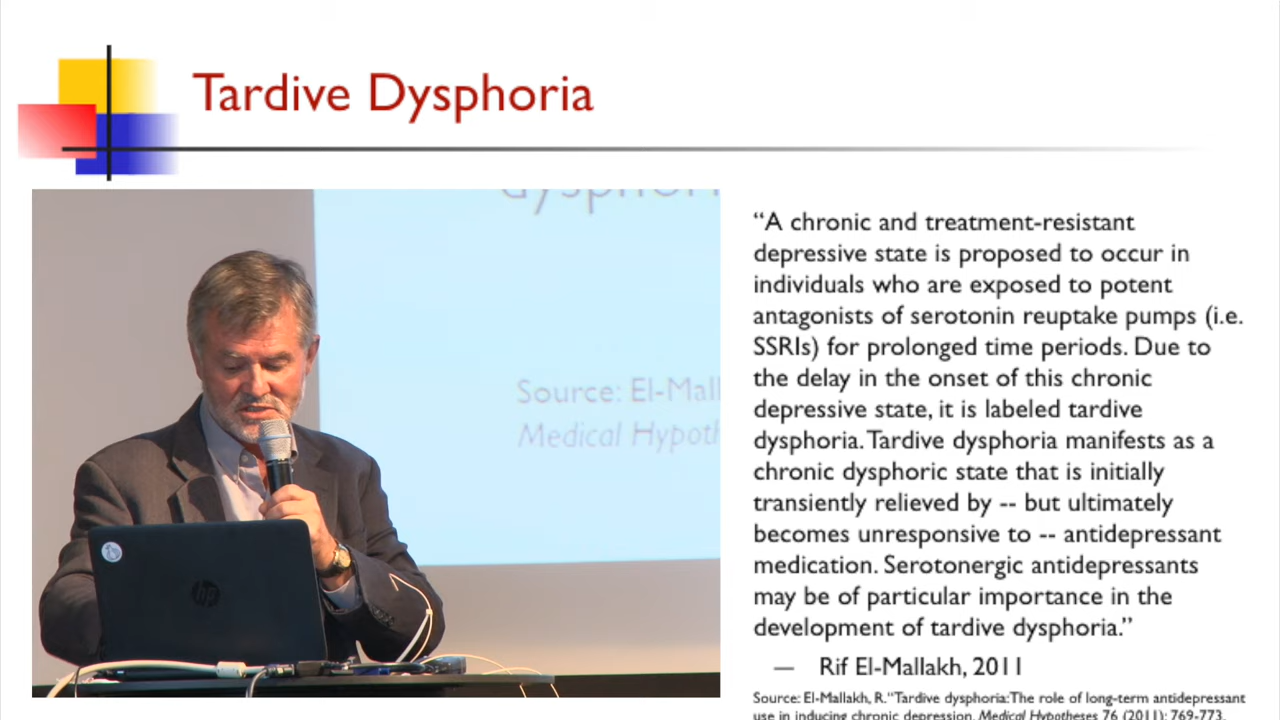 Tardive Dysphoria
Source: El-Mall
Medical Hypoth
hp
“A chronic and treatment-resistant
depressive state is proposed to occur in
individuals who are exposed to potent
antagonists of serotonin reuptake pumps (i.e.
SSRIs) for prolonged time periods. Due to
the delay in the onset of this chronic
depressive state, it is labeled tardive
dysphoria. Tardive dysphoria manifests as a
chronic dysphoric state that is initially
transiently relieved by -- but ultimately
becomes unresponsive to -- antidepressant
medication. Serotonergic antidepressants
may be of particular importance in the
development of tardive dysphoria.”
— Rif El-Mallakh, 2011
Source: El-Mallakh, R. “Tardive dysphoria: The role of long-term antidepressant
use in inducing chronic depression. Medical Hypotheses 76 (2011): 769-773.